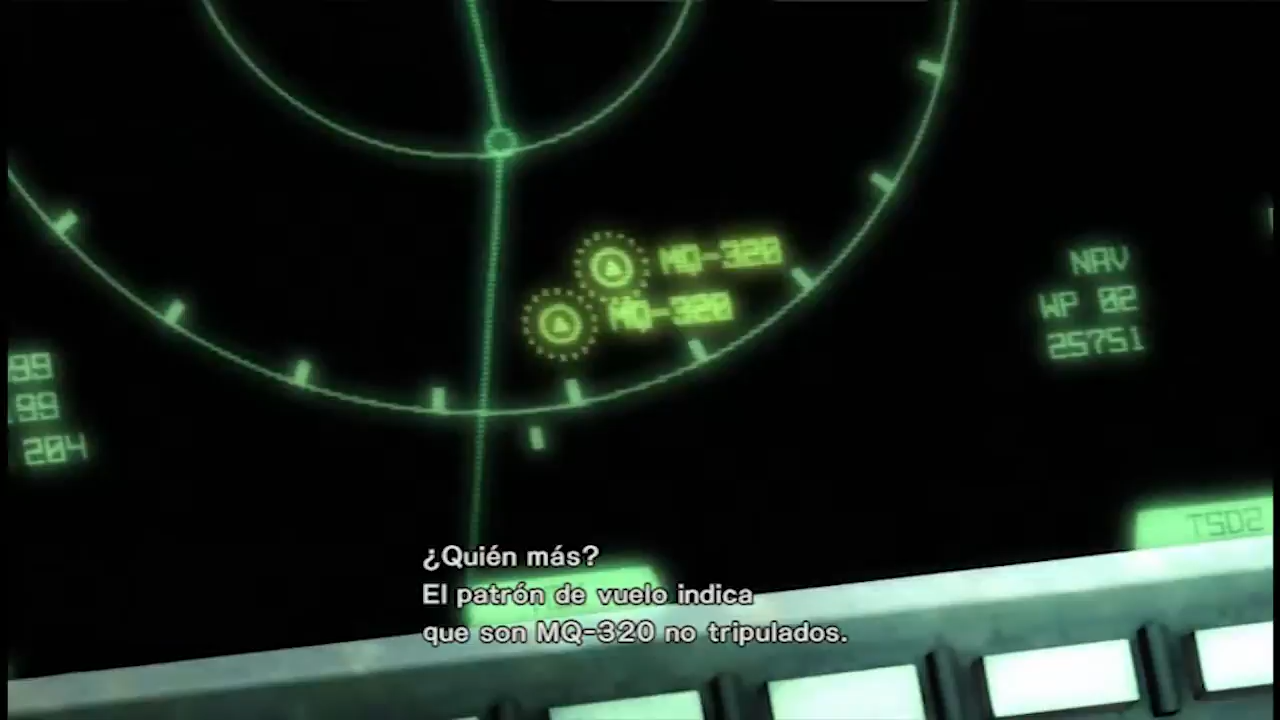 MQ-320
MQ-320
NAV
WP 02
25751
99
.99
204
TSD2
¿Quién más?
El patrón de vuelo indica
que son MQ-320 no tripulados.